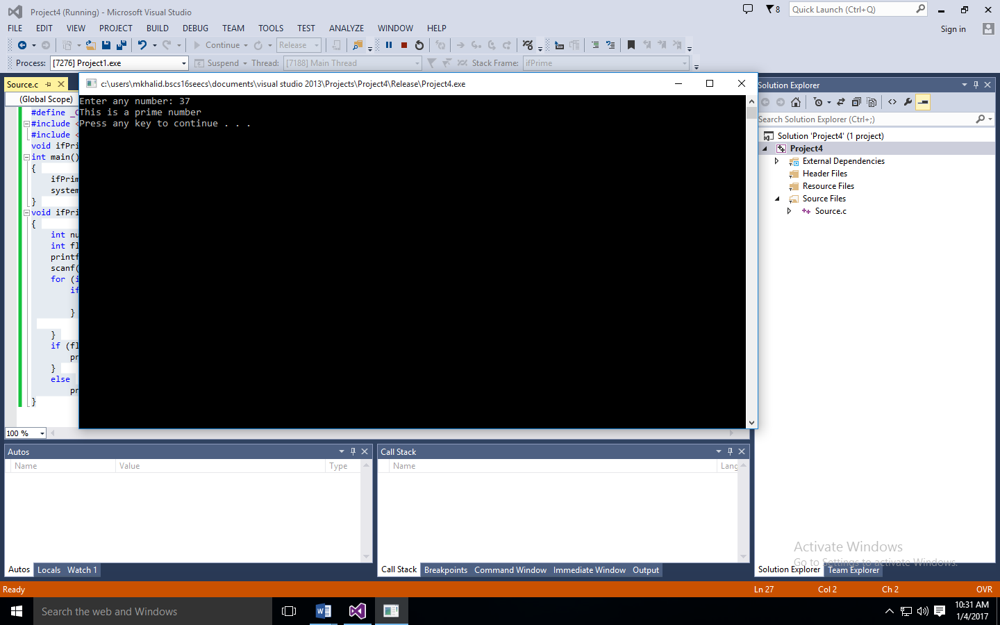 Project4 (Running) - Microsoft Visual Studio
8
Quick Launch (Ctrl+Q)
FILE EDIT VIEW PROJECT BUILD DEBUG TEAM TOOLS TEST ANALYZE WINDOW HELP
Sign in
Continue Release
Process: [7276] Project1.exe Suspend Thread: [7188] Main Thread Stack Frame: ifPrime
Source.c
c:\users\mkhalid.bscs16seecs\documents\visual studio 2013\Projects\Project4\Release\Project4.exe
(Global Scope)
Enter any number: 37
This is a prime number
Press any key to continue . . .
#define _C
#include <
#include <
void ifPri
int main()
{
ifPrim
system
}
void ifPri
{
int nu
int fl
printf
scanf(
for (i
if
}
}
if (fl
pr
}
else
pr
}
100 %
Solution Explorer
Search Solution Explorer (Ctrl+;)
Solution 'Project4' (1 project)
Project4
External Dependencies
Header Files
Resource Files
Source Files
Source.c
Autos
Name Value Type
Autos Locals Watch 1
Call Stack
Name Lang
Call Stack Breakpoints Command Window Immediate Window Output
Activate Windows
Go to Settings to activate Windows.
Solution Explorer Team Explorer
Ready Ln 27 Col 2 Ch 2 OVR
Search the web and Windows
10:31 AM
1/4/2017